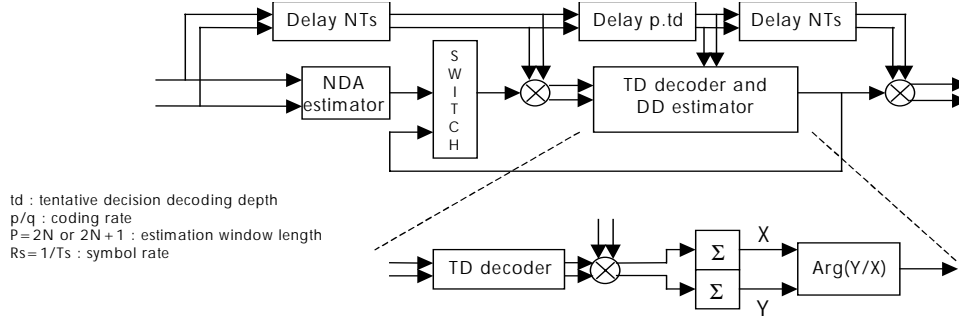 Delay NTs
Delay p.td
Delay NTs
NDA
estimator
S
W
I
T
C
H
TD decoder and
DD estimator
td : tentative decision decoding depth
p/q : coding rate
P=2N or 2N+1 : estimation window length
Rs=1/Ts : symbol rate
TD decoder
Σ
X
Σ
Y
Arg(Y/X)